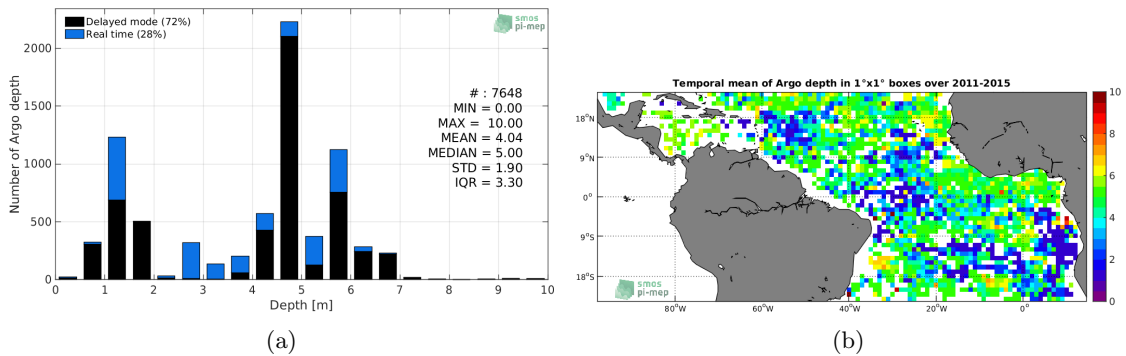 Delayed mode (72%)
Real time (28%)
smos
pi-mep
Number of Argo depth
2000
1500
1000
500
0
# : 7648
MIN = 0.00
MAX = 10.00
MEAN = 4.04
MEDIAN = 5.00
STD = 1.90
IQR = 3.30
0 1 2 3 4 5 6 7 8 9 10
Depth [m]
(a)
Temporal mean of Argo depth in 1°x1° boxes over 2011-2015
18°N
9°N
0°
9°S
18°S
80°W 60°W 40°W 20°W 0°
smos
pi-mep
10
8
6
4
2
0
(b)